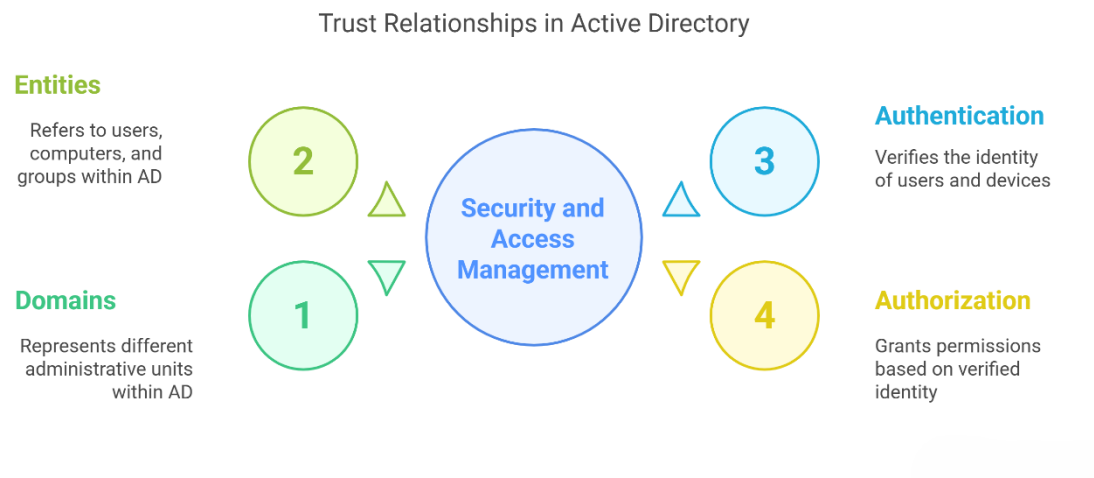 Trust Relationships in Active Directory
Entities
Refers to users,
computers, and
groups within AD
2
Domains
Represents different
administrative units
within AD
1
Security and
Access
Management
3
Authentication
Verifies the identity
of users and devices
4
Authorization
Grants permissions
based on verified
identity